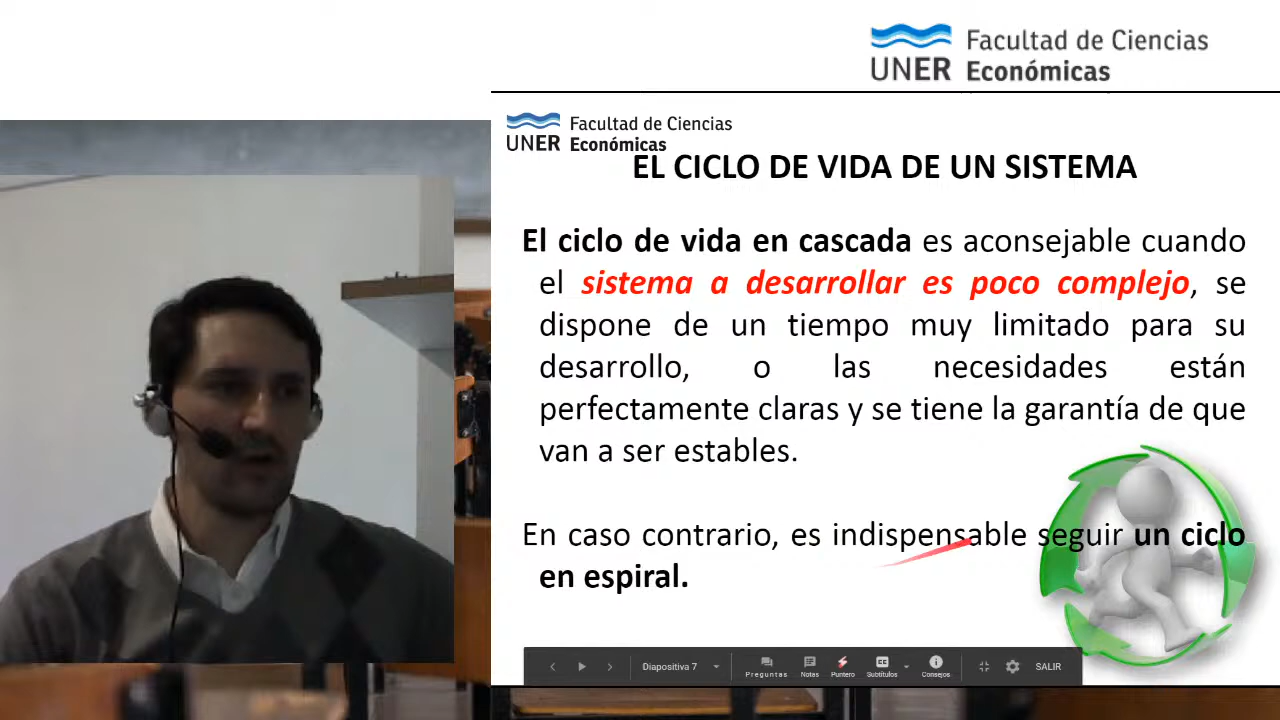 Facultad de Ciencias
UNER Económicas
Facultad de Ciencias
UNER Económicas
EL CICLO DE VIDA DE UN SISTEMA
El ciclo de vida en cascada es aconsejable cuando
el sistema a desarrollar es poco complejo, se
dispone de un tiempo muy limitado para su
desarrollo, o las necesidades están
perfectamente claras y se tiene la garantía de que
van a ser estables.
En caso contrario, es indispensable seguir un ciclo
en espiral.
Diapositiva 7
Preguntas Notas Puntero Subtítulos Consejos SALIR